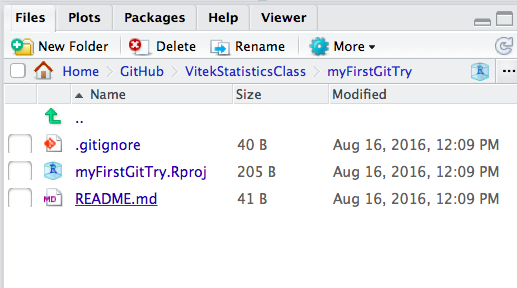 Files Plots Packages Help Viewer
New Folder Delete Rename More
Home GitHub VitekStatisticsClass myFirstGitTry R ...
Name Size Modified
..
.gitignore 40 B Aug 16, 2016, 12:09 PM
myFirstGitTry.Rproj 205 B Aug 16, 2016, 12:09 PM
MD README.md 41 B Aug 16, 2016, 12:09 PM